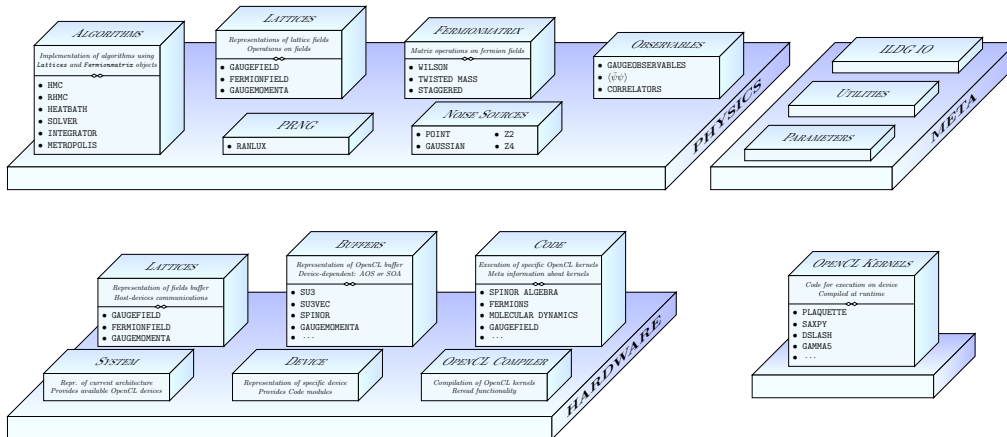 ALGORITHMS
Implementation of algorithms using
Lattices and Fermionmatrix objects
• HMC
• RHMC
• HEATBATH
• SOLVER
• INTEGRATOR
• METROPOLIS
LATTICES
Representations of lattice fields
Operations on fields
• GAUGEFIELD
• FERMIONFIELD
• GAUGEMOMENTA
FERMIONMATRIX
Matrix operations on fermion fields
• WILSON
• TWISTED MASS
• STAGGERED
OBSERVABLES
• GAUGEOBSERVABLES
• ⟨ψ̄ψ⟩
• CORRELATORS
PRNG
• RANLUX
NOISE SOURCES
• POINT • Z2
• GAUSSIAN • Z4
PHYSICS
ILDG IO
UTILITIES
PARAMETERS
META
LATTICES
Representation of fields buffer
Host-devices communications
• GAUGEFIELD
• FERMIONFIELD
• GAUGEMOMENTA
BUFFERS
Representation of OpenCL buffer
Device-dependent: AOS or SOA
• SU3
• SU3VEC
• SPINOR
• GAUGEMOMENTA
• ...
CODE
Execution of specific OpenCL kernels
Meta information about kernels
• SPINOR ALGEBRA
• FERMIONS
• MOLECULAR DYNAMICS
• GAUGEFIELD
• ...
SYSTEM
Repr. of current architecture
Provides available OpenCL devices
DEVICE
Representation of specific device
Provides Code modules
OPENCL COMPILER
Compilation of OpenCL kernels
Reread functionality
HARDWARE
OPENCL KERNELS
Code for execution on device
Compiled at runtime
• PLAQUETTE
• SAXPY
• DSLASH
• GAMMA5
• ...